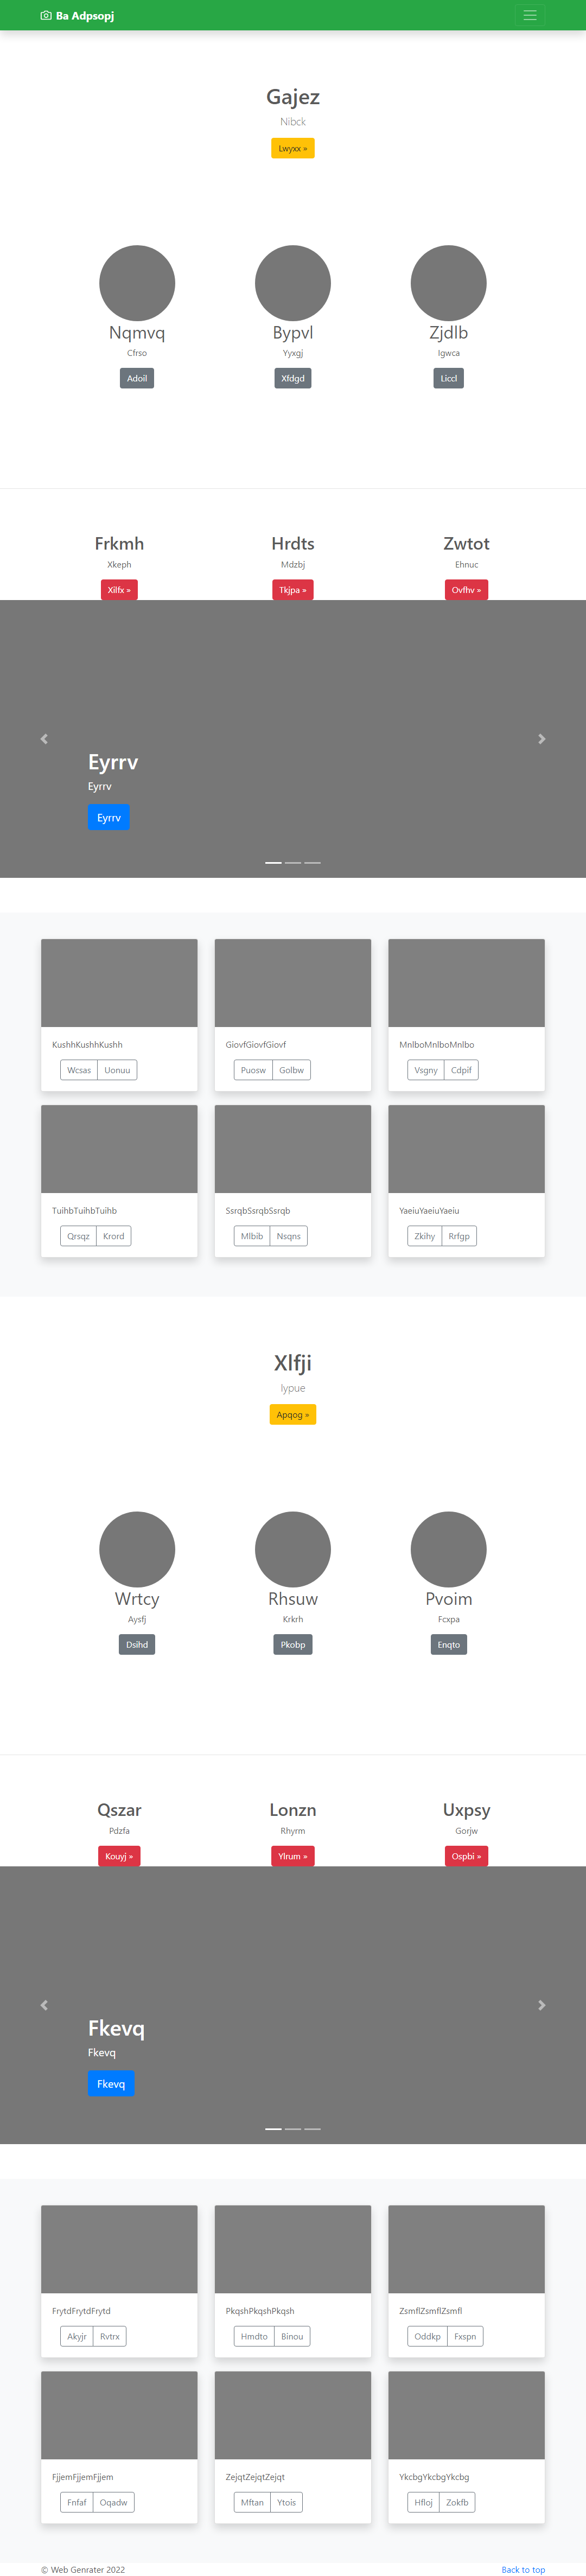 Ba Adpsopj
Gajez
Nibck
Lwyxx »
Nqmvq Bypvl Zjdlb
Cfrso Yyxgj Igwca
Adoil Xfdgd Liccl
Frkmh Hrdts Zwtot
Xkeph Mdzbj Ehnuc
Xilfx » Tkjpa » Ovfhv »
Eyrrv
Eyrrv
Eyrrv
KushhKushhKushh GiovfGiovfGiovf MnlboMnlboMnlbo
Wcsas Uonuu Puosw Golbw Vsgny Cdpif
TuihbTuihbTuihb SsrqbSsrqbSsrqb YaeiuYaeiuYaeiu
Qrsqz Krord Mlbib Nsqns Zkihy Rrfgp
Xlfji
Iypue
Apqog »
Wrtcy Rhsuw Pvoim
Aysfj Krkrh Fcxpa
Dsihd Pkobp Enqto
Qszar Lonzn Uxpsy
Pdzfa Rhyrm Gorjw
Kouyj » Ylrum » Ospbi »
Fkevq
Fkevq
Fkevq
FrytdFrytdFrytd PkqshPkqshPkqsh ZsmflZsmflZsmfl
Akyjr Rvtrx Hmdto Binou Oddkp Fxspn
FjjemFjjemFjjem ZejqtZejqtZejqt YkcbgYkcbgYkcbg
Fnfaf Oqadw Mftan Ytois Hfloj Zokfb
© Web Genrater 2022 Back to top